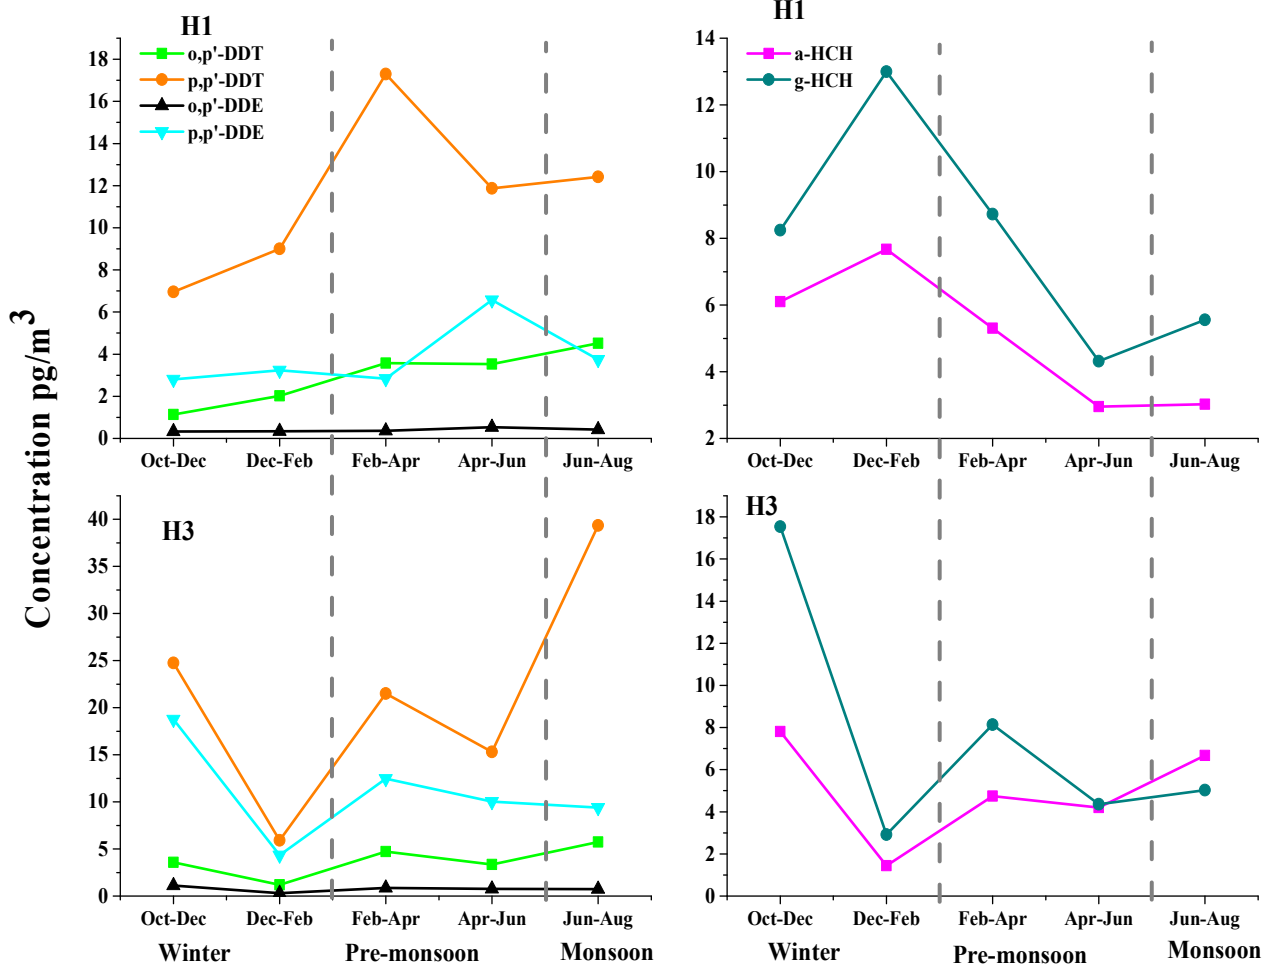 H1
o,p'-DDT
p,p'-DDT
o,p'-DDE
p,p'-DDE
18
16
14
12
10
8
6
4
2
0
Oct-Dec Dec-Feb Feb-Apr Apr-Jun Jun-Aug
H1
a-HCH
g-HCH
14
12
10
8
6
4
2
Oct-Dec Dec-Feb Feb-Apr Apr-Jun Jun-Aug
Concentration pg/m³
H3
40
35
30
25
20
15
10
5
0
Oct-Dec Dec-Feb Feb-Apr Apr-Jun Jun-Aug
Winter Pre-monsoon Monsoon
H3
18
16
14
12
10
8
6
4
2
0
Oct-Dec Dec-Feb Feb-Apr Apr-Jun Jun-Aug
Winter Pre-monsoon Monsoon